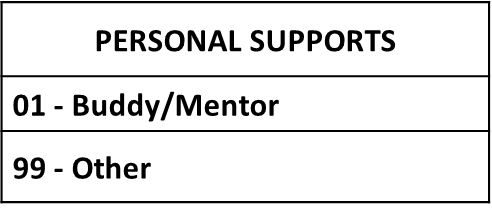 PERSONAL SUPPORTS
01 - Buddy/Mentor
99 - Other